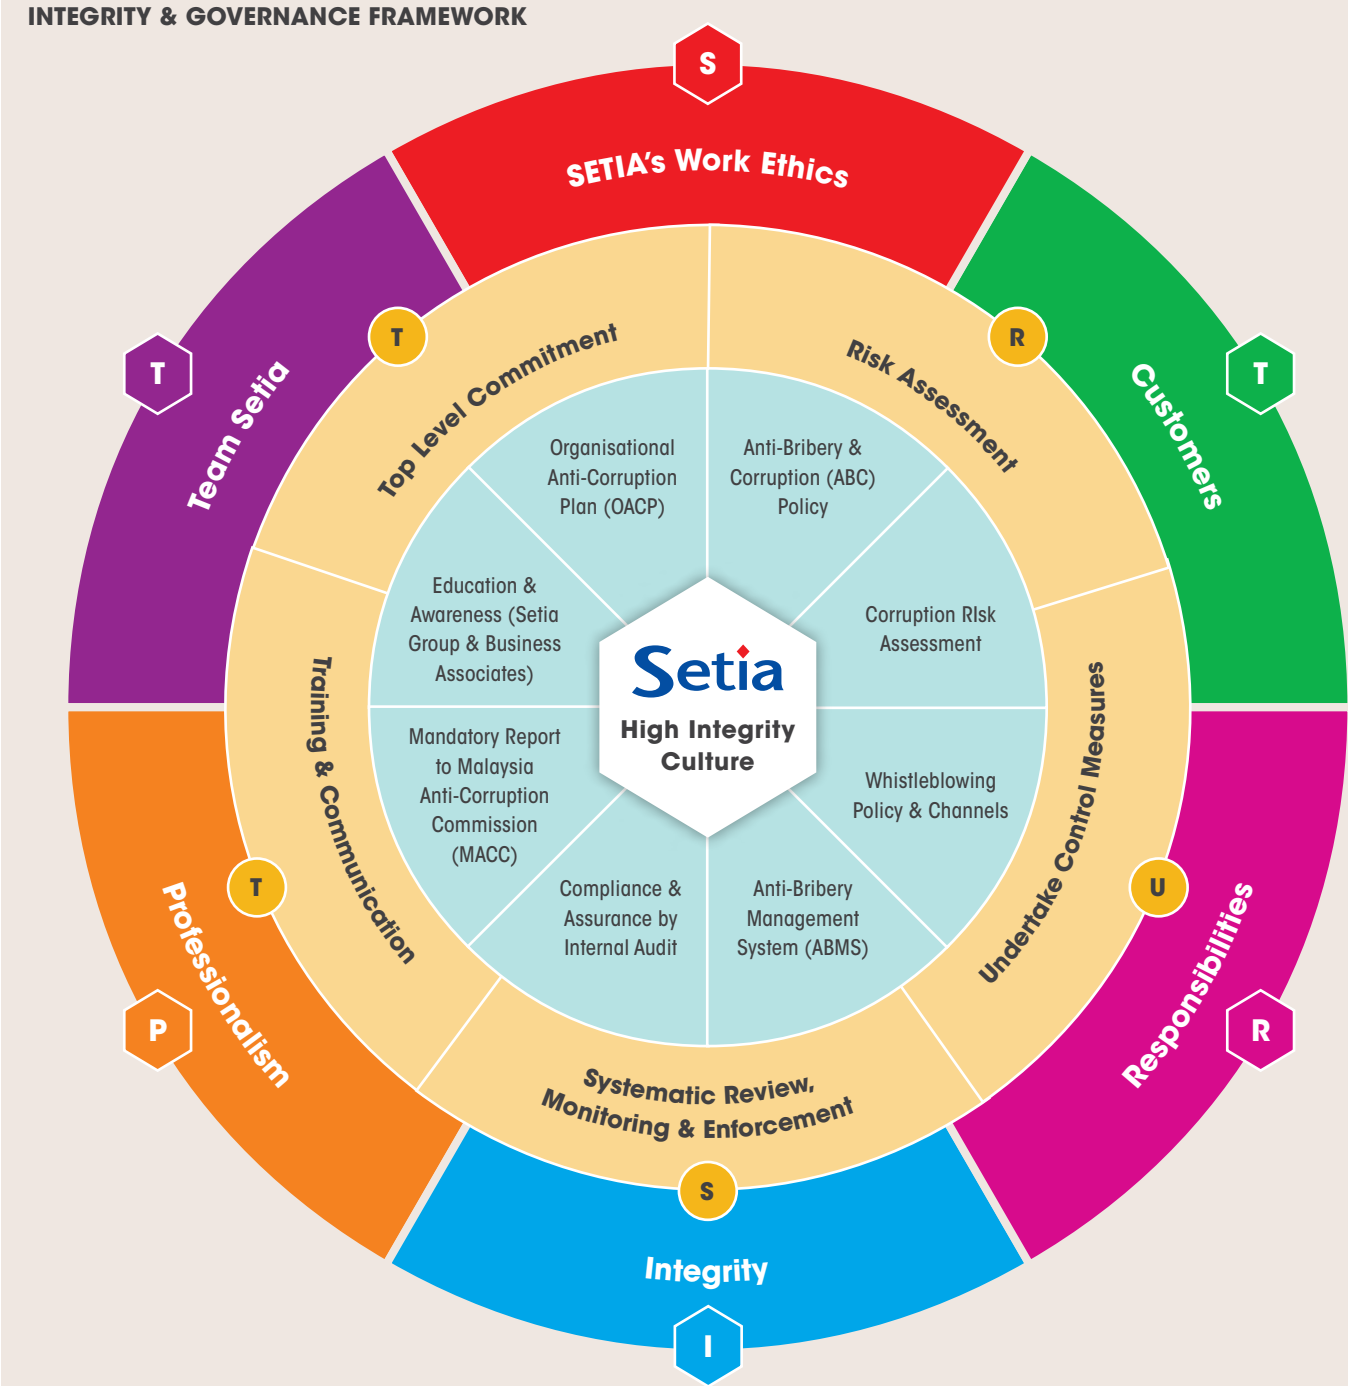 INTEGRITY & GOVERNANCE FRAMEWORK
S
SETIA's Work Ethics
T
Customers
R
Responsibilities
I
Integrity
P
Professionalism
T
Team Setia
T
Top Level Commitment
R
Risk Assessment
U
Undertake Control Measures
S
Systematic Review,
Monitoring & Enforcement
T
Training & Communication
Organisational
Anti-Corruption
Plan (OACP)
Anti-Bribery &
Corruption (ABC)
Policy
Corruption RIsk
Assessment
Whistleblowing
Policy & Channels
Anti-Bribery
Management
System (ABMS)
Compliance &
Assurance by
Internal Audit
Mandatory Report
to Malaysia
Anti-Corruption
Commission
(MACC)
Education &
Awareness (Setia
Group & Business
Associates)
Setia
High Integrity
Culture